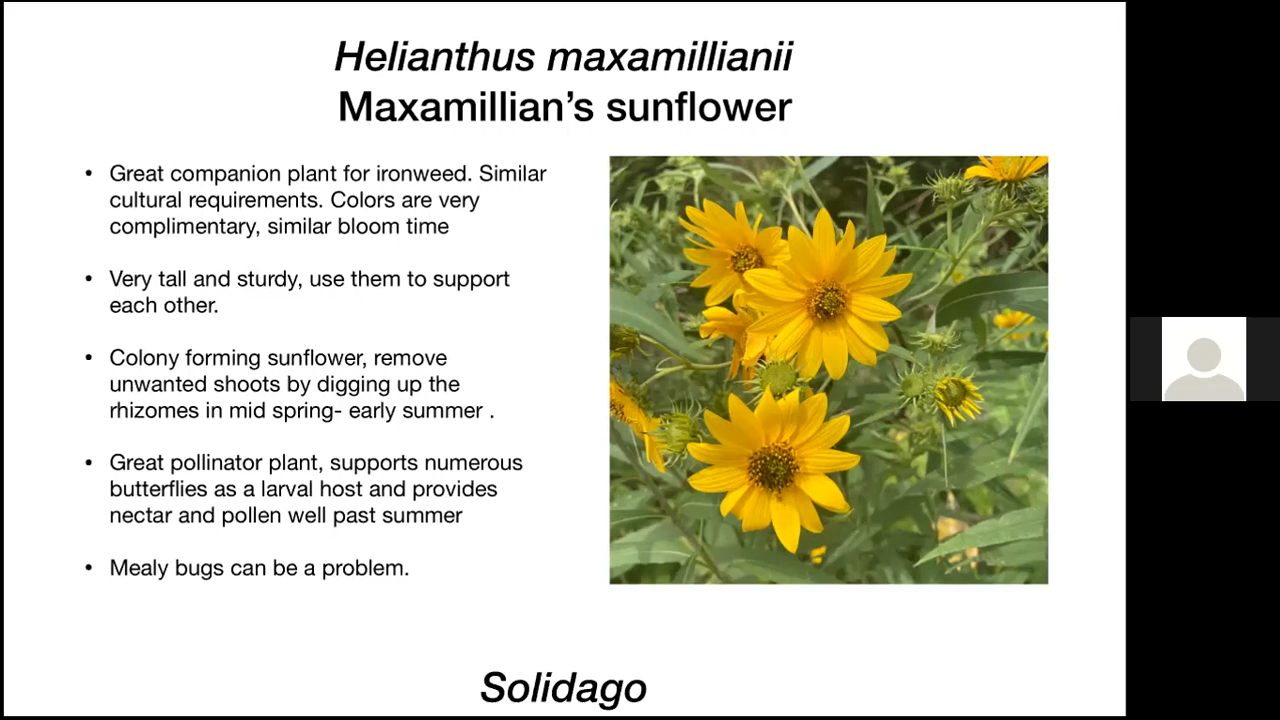 Helianthus maxamillianii
Maxamillian’s sunflower
• Great companion plant for ironweed. Similar
cultural requirements. Colors are very
complimentary, similar bloom time
• Very tall and sturdy, use them to support
each other.
• Colony forming sunflower, remove
unwanted shoots by digging up the
rhizomes in mid spring- early summer .
• Great pollinator plant, supports numerous
butterflies as a larval host and provides
nectar and pollen well past summer
• Mealy bugs can be a problem.
Solidago